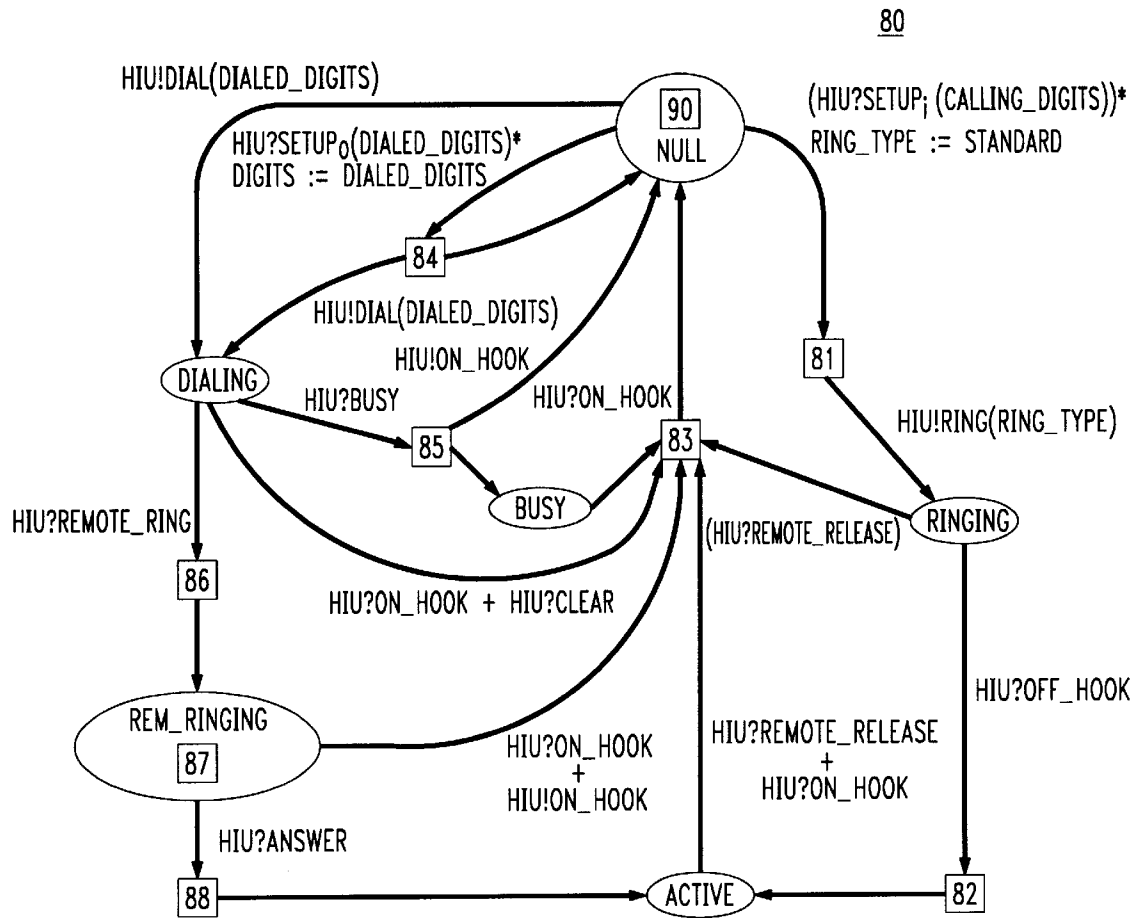 80
HIU!DIAL(DIALED_DIGITS)
90
NULL
(HIU?SETUPi (CALLING_DIGITS))*
RING_TYPE := STANDARD
HIU?SETUP0(DIALED_DIGITS)*
DIGITS := DIALED_DIGITS
84
HIU!DIAL(DIALED_DIGITS)
81
HIU!ON_HOOK
DIALING
HIU?BUSY
HIU?ON_HOOK
HIU!RING(RING_TYPE)
85
83
BUSY
RINGING
HIU?REMOTE_RING
(HIU?REMOTE_RELEASE)
86
HIU?ON_HOOK + HIU?CLEAR
HIU?OFF_HOOK
REM_RINGING
87
HIU?ON_HOOK
+
HIU!ON_HOOK
HIU?REMOTE_RELEASE
+
HIU?ON_HOOK
HIU?ANSWER
88
ACTIVE
82